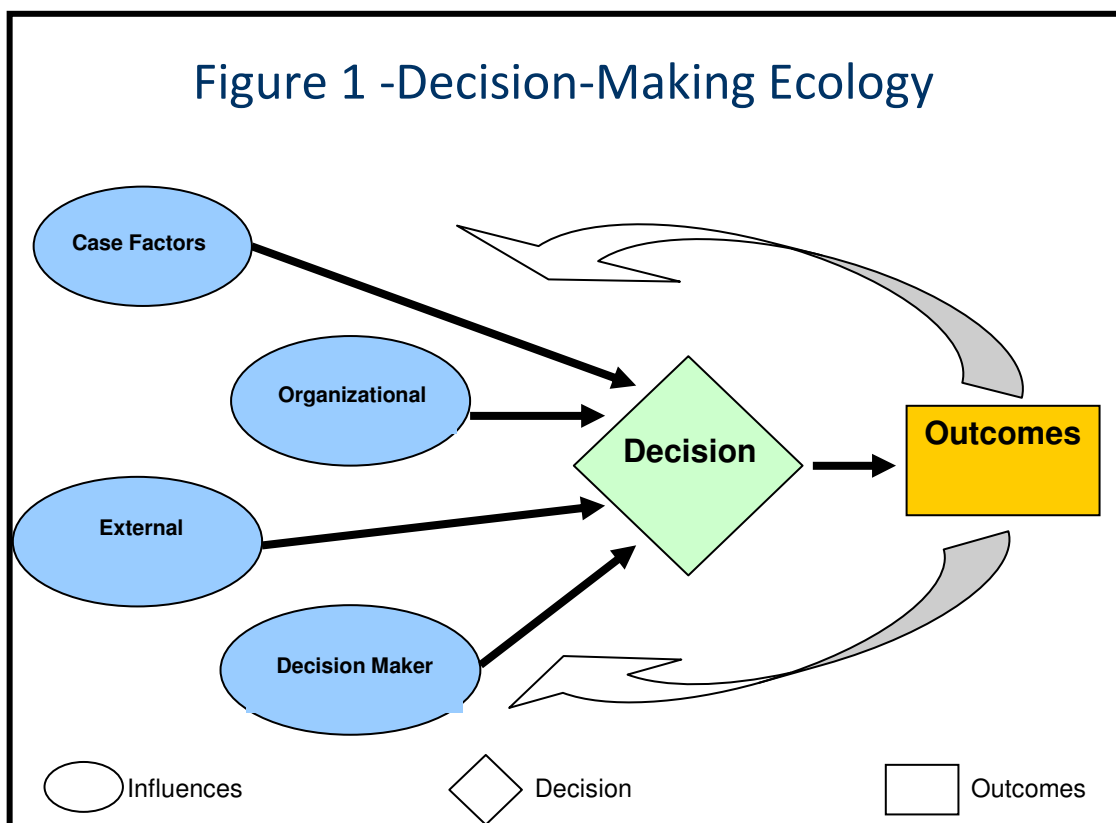 Figure 1 -Decision-Making Ecology
Case Factors
Organizational
Decision
Outcomes
External
Decision Maker
Influences
Decision
Outcomes